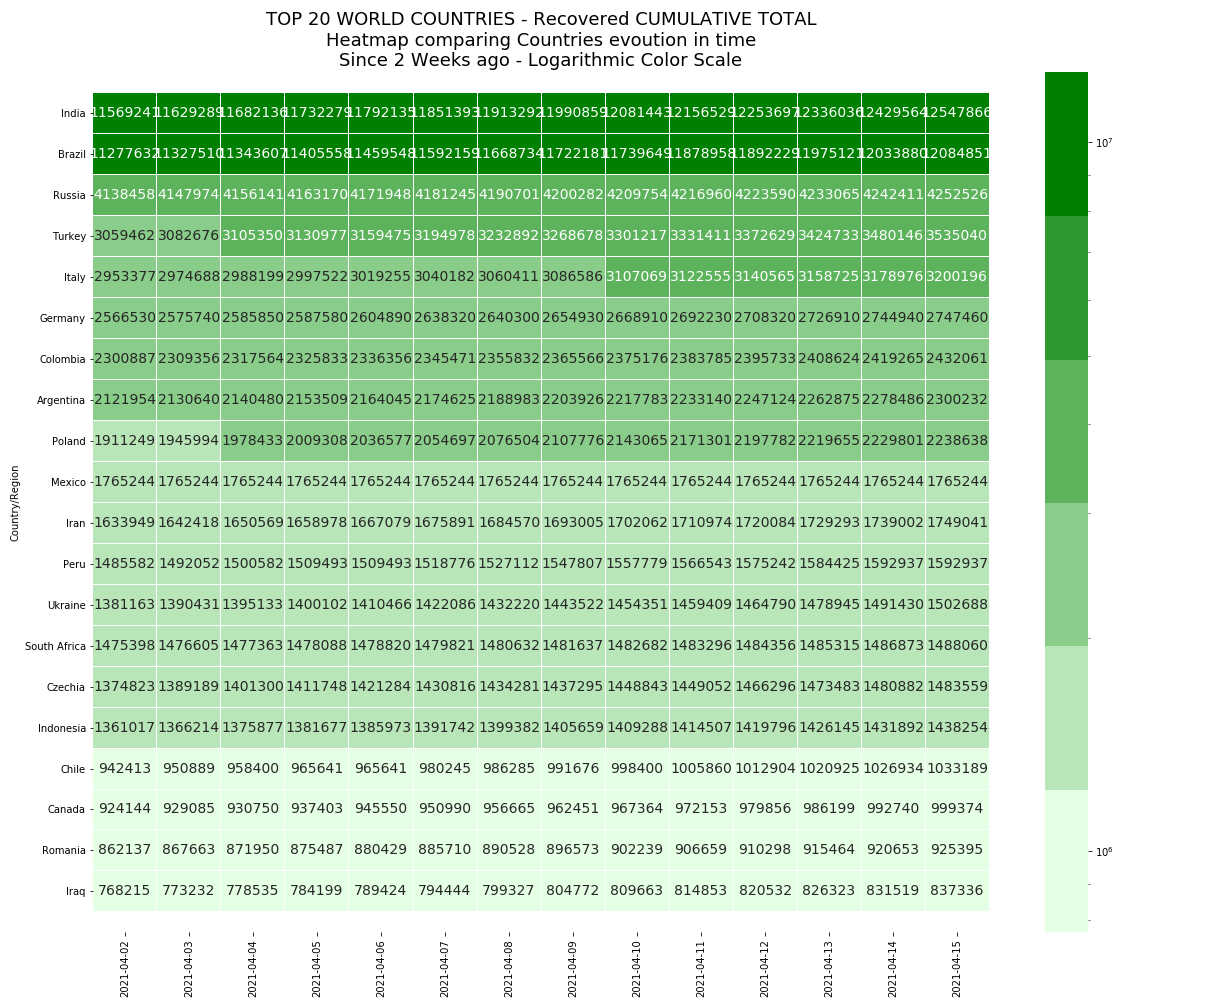 TOP 20 WORLD COUNTRIES - Recovered CUMULATIVE TOTAL
Heatmap comparing Countries evoution in time
Since 2 Weeks ago - Logarithmic Color Scale
Country/Region
India 11569241 11629289 11682136 11732279 11792135 11851393 11913292 11990859 12081443 12156529 12253697 12336036 12429564 12547866
Brazil 11277632 11327510 11343607 11405558 11459548 11592159 11668734 11722181 11739649 11878958 11892229 11975121 12033880 12084851
Russia 4138458 4147974 4156141 4163170 4171948 4181245 4190701 4200282 4209754 4216960 4223590 4233065 4242411 4252526
Turkey 3059462 3082676 3105350 3130977 3159475 3194978 3232892 3268678 3301217 3331411 3372629 3424733 3480146 3535040
Italy 2953377 2974688 2988199 2997522 3019255 3040182 3060411 3086586 3107069 3122555 3140565 3158725 3178976 3200196
Germany 2566530 2575740 2585850 2587580 2604890 2638320 2640300 2654930 2668910 2692230 2708320 2726910 2744940 2747460
Colombia 2300887 2309356 2317564 2325833 2336356 2345471 2355832 2365566 2375176 2383785 2395733 2408624 2419265 2432061
Argentina 2121954 2130640 2140480 2153509 2164045 2174625 2188983 2203926 2217783 2233140 2247124 2262875 2278486 2300232
Poland 1911249 1945994 1978433 2009308 2036577 2054697 2076504 2107776 2143065 2171301 2197782 2219655 2229801 2238638
Mexico 1765244 1765244 1765244 1765244 1765244 1765244 1765244 1765244 1765244 1765244 1765244 1765244 1765244 1765244
Iran 1633949 1642418 1650569 1658978 1667079 1675891 1684570 1693005 1702062 1710974 1720084 1729293 1739002 1749041
Peru 1485582 1492052 1500582 1509493 1509493 1518776 1527112 1547807 1557779 1566543 1575242 1584425 1592937 1592937
Ukraine 1381163 1390431 1395133 1400102 1410466 1422086 1432220 1443522 1454351 1459409 1464790 1478945 1491430 1502688
South Africa 1475398 1476605 1477363 1478088 1478820 1479821 1480632 1481637 1482682 1483296 1484356 1485315 1486873 1488060
Czechia 1374823 1389189 1401300 1411748 1421284 1430816 1434281 1437295 1448843 1449052 1466296 1473483 1480882 1483559
Indonesia 1361017 1366214 1375877 1381677 1385973 1391742 1399382 1405659 1409288 1414507 1419796 1426145 1431892 1438254
Chile 942413 950889 958400 965641 965641 980245 986285 991676 998400 1005860 1012904 1020925 1026934 1033189
Canada 924144 929085 930750 937403 945550 950990 956665 962451 967364 972153 979856 986199 992740 999374
Romania 862137 867663 871950 875487 880429 885710 890528 896573 902239 906659 910298 915464 920653 925395
Iraq 768215 773232 778535 784199 789424 794444 799327 804772 809663 814853 820532 826323 831519 837336
2021-04-02 2021-04-03 2021-04-04 2021-04-05 2021-04-06 2021-04-07 2021-04-08 2021-04-09 2021-04-10 2021-04-11 2021-04-12 2021-04-13 2021-04-14 2021-04-15
10⁷
10⁶